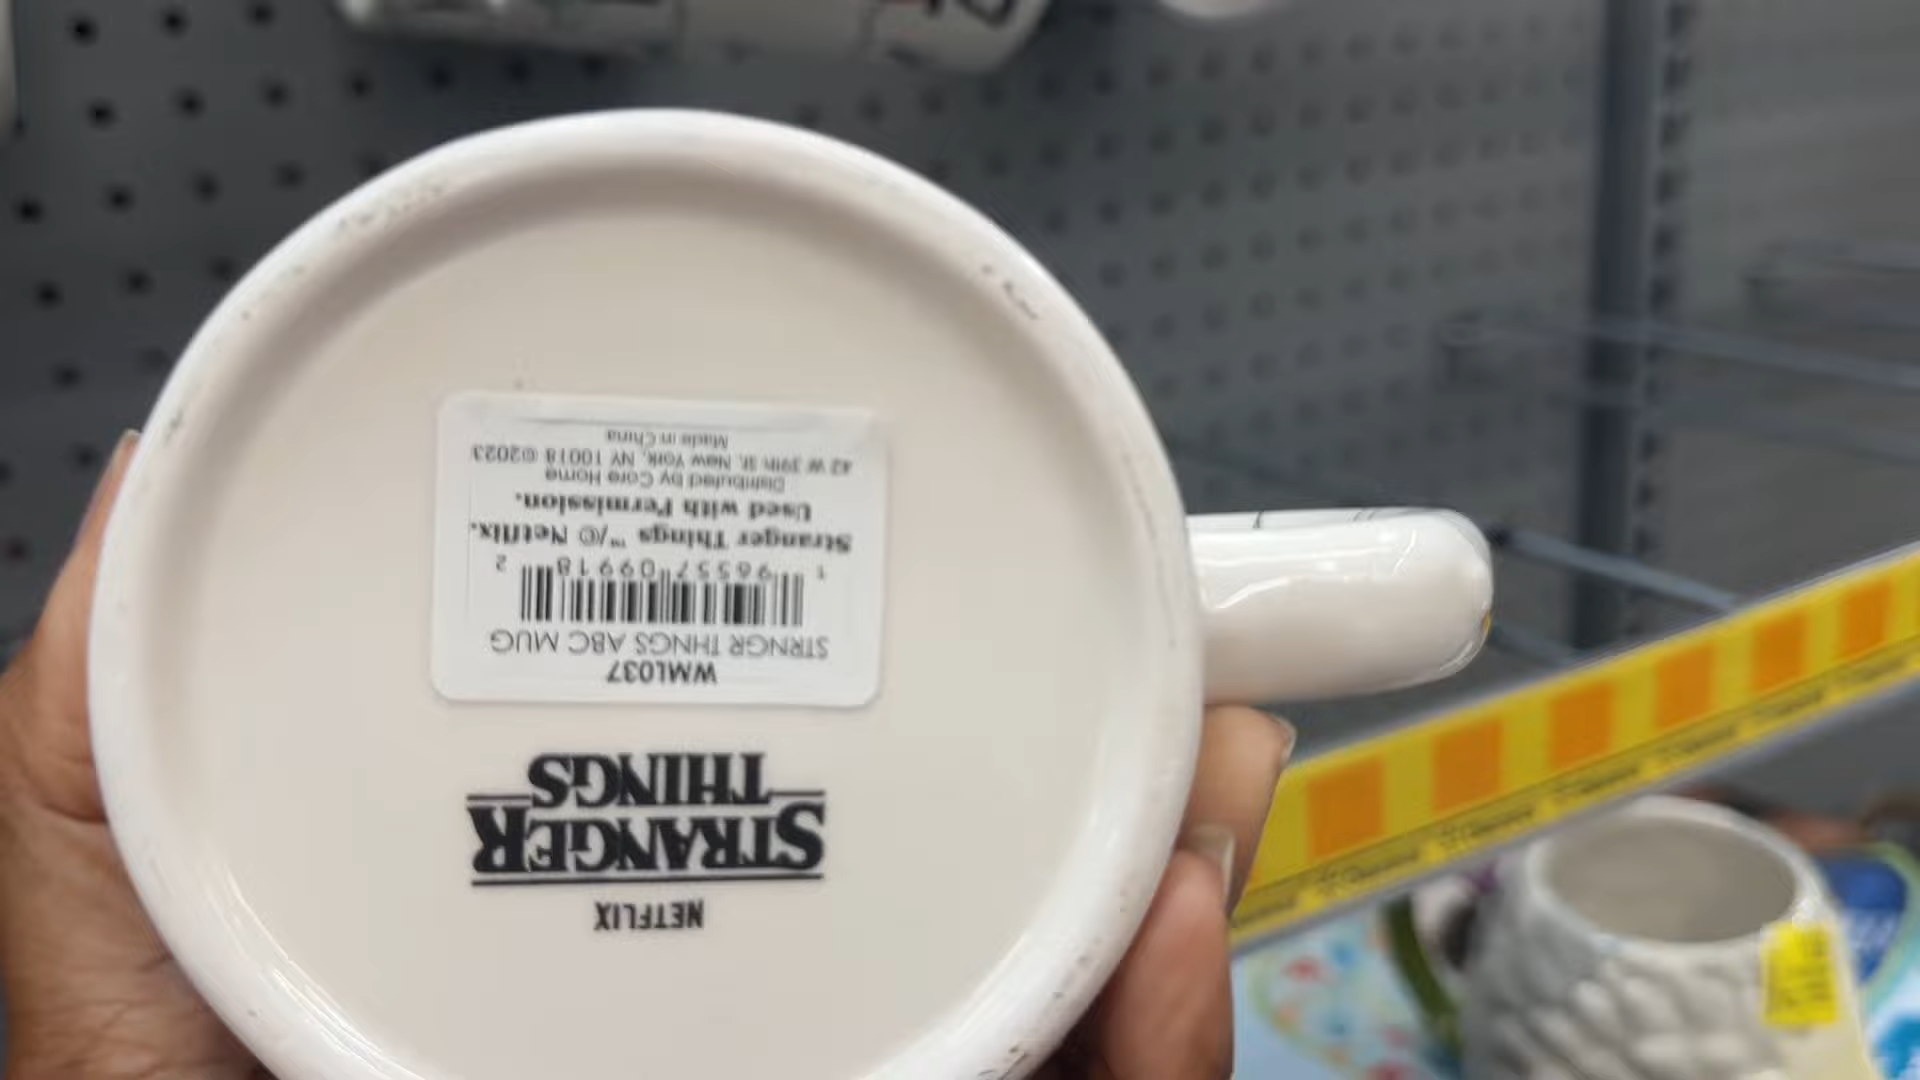 NETFLIX
STRANGER
THINGS
WML037
STRNGR THNGS ABC MUG
1 96557 09918 2
Stranger Things ™/© Netflix.
Used with Permission.
Distributed by Core Home
42 W 39th St. New York, NY 10018 ©2023
Made in China